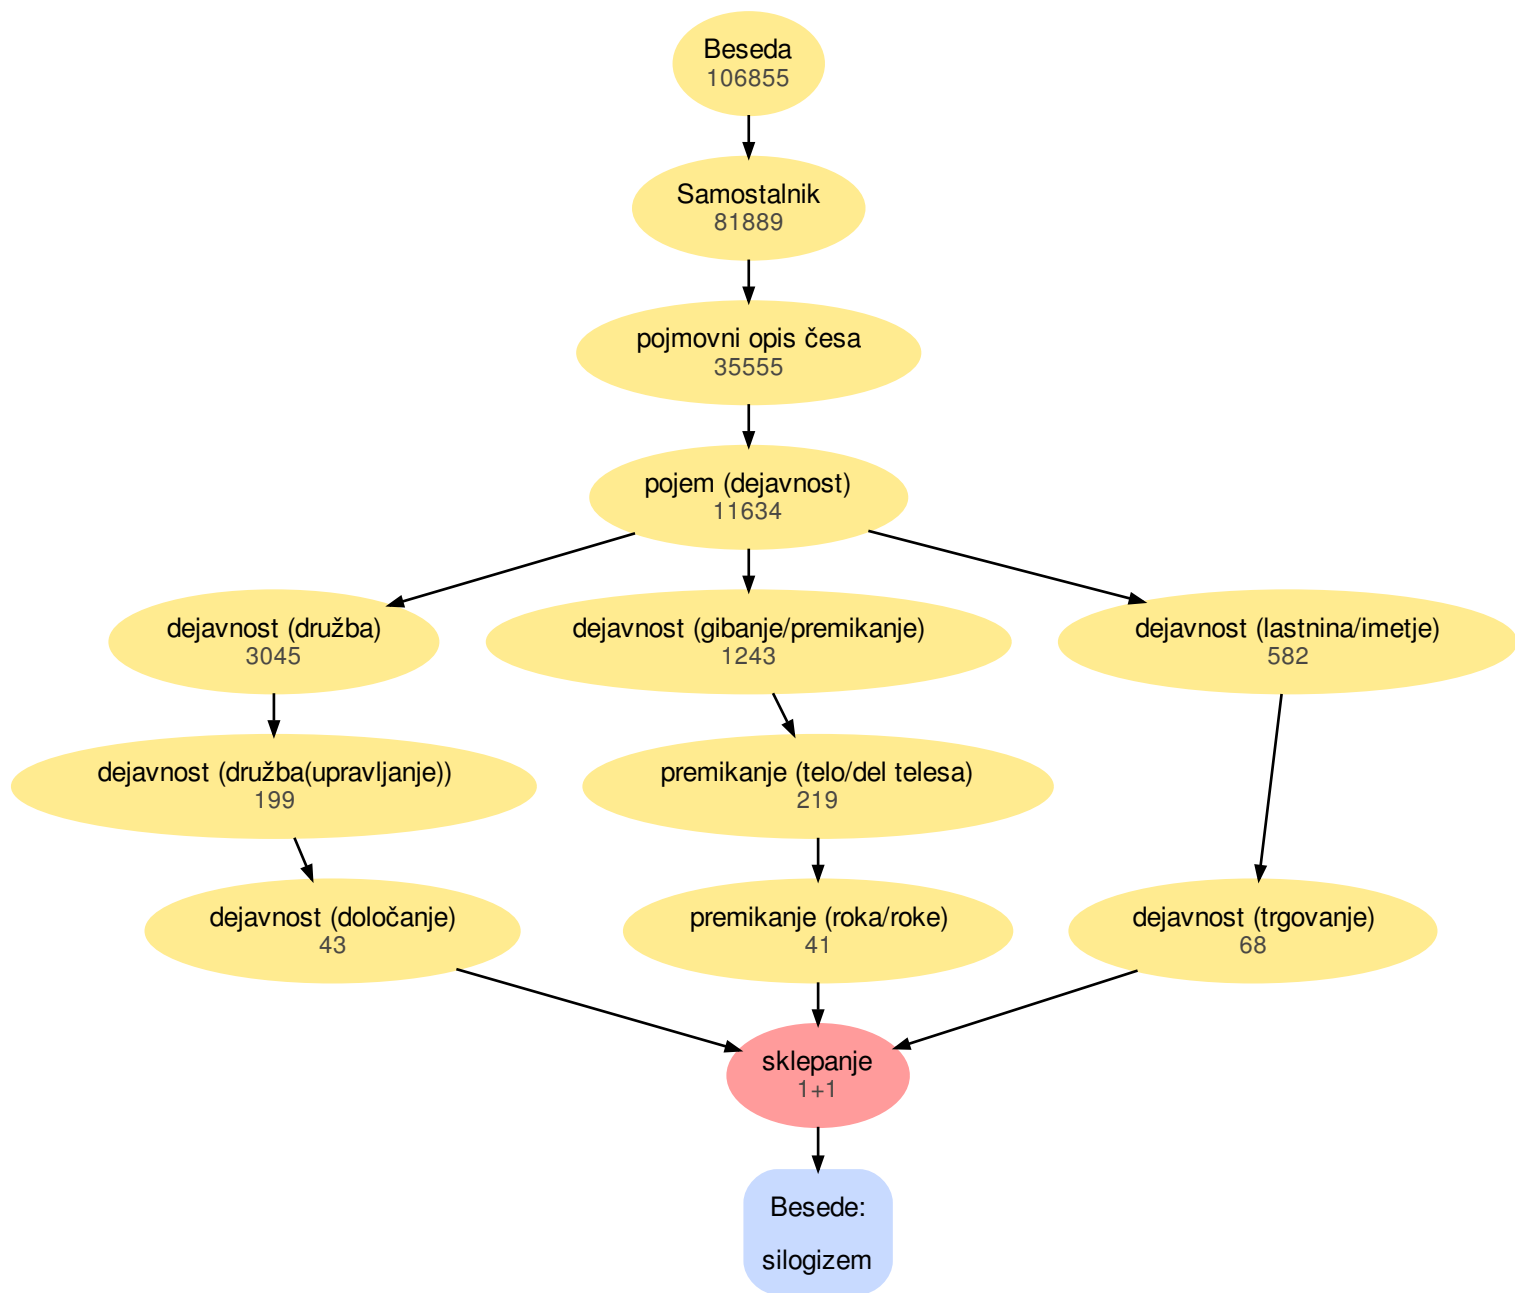 Beseda
106855
Samostalnik
81889
pojmovni opis česa
35555
pojem (dejavnost)
11634
dejavnost (družba)
3045
dejavnost (gibanje/premikanje)
1243
dejavnost (lastnina/imetje)
582
dejavnost (družba(upravljanje))
199
premikanje (telo/del telesa)
219
dejavnost (določanje)
43
premikanje (roka/roke)
41
dejavnost (trgovanje)
68
sklepanje
1+1
Besede:
silogizem